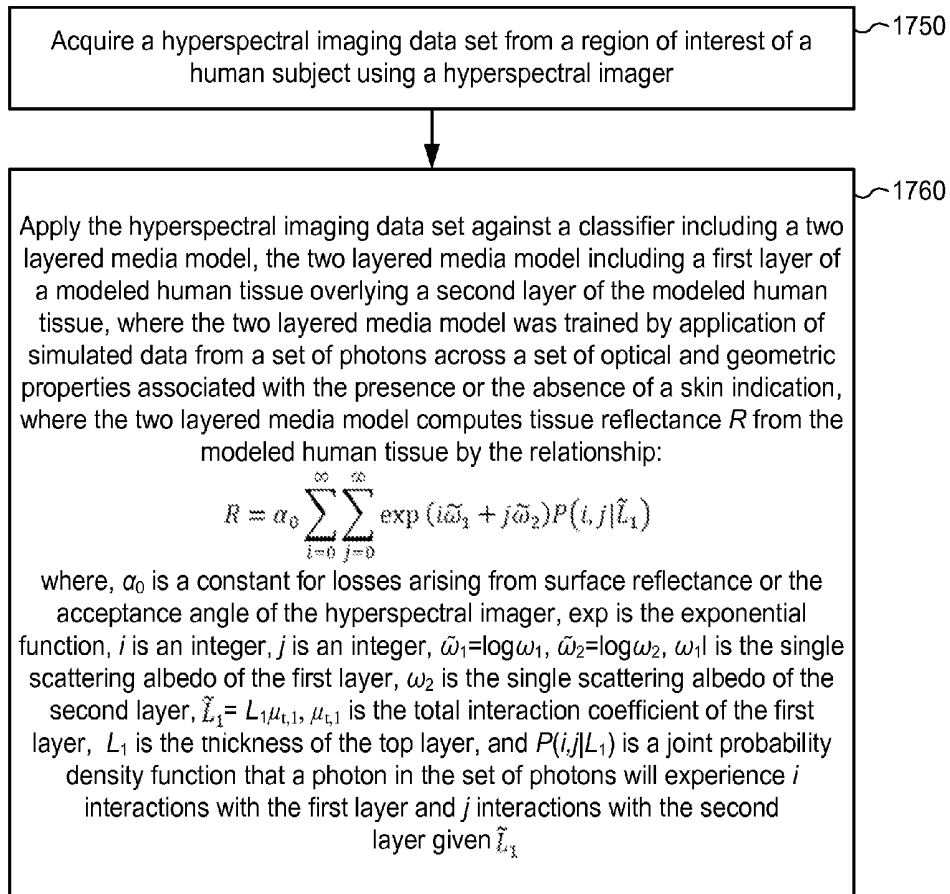 Acquire a hyperspectral imaging data set from a region of interest of a
human subject using a hyperspectral imager
1750
1760
Apply the hyperspectral imaging data set against a classifier including a two
layered media model, the two layered media model including a first layer of
a modeled human tissue overlying a second layer of the modeled human
tissue, where the two layered media model was trained by application of
simulated data from a set of photons across a set of optical and geometric
properties associated with the presence or the absence of a skin indication,
where the two layered media model computes tissue reflectance R from the
modeled human tissue by the relationship:
R = α₀ ∑_{i=0}^{∞} ∑_{j=0}^{∞} exp (iω̃₁ + jω̃₂)P(i,j|L̃₁)
where, α₀ is a constant for losses arising from surface reflectance or the
acceptance angle of the hyperspectral imager, exp is the exponential
function, i is an integer, j is an integer, ω̃₁=logω₁, ω̃₂=logω₂, ω₁l is the single
scattering albedo of the first layer, ω₂ is the single scattering albedo of the
second layer, L̃₁= L₁μₜ,₁, μₜ,₁ is the total interaction coefficient of the first
layer, L₁ is the thickness of the top layer, and P(i,j|L₁) is a joint probability
density function that a photon in the set of photons will experience i
interactions with the first layer and j interactions with the second
layer given L̃₁